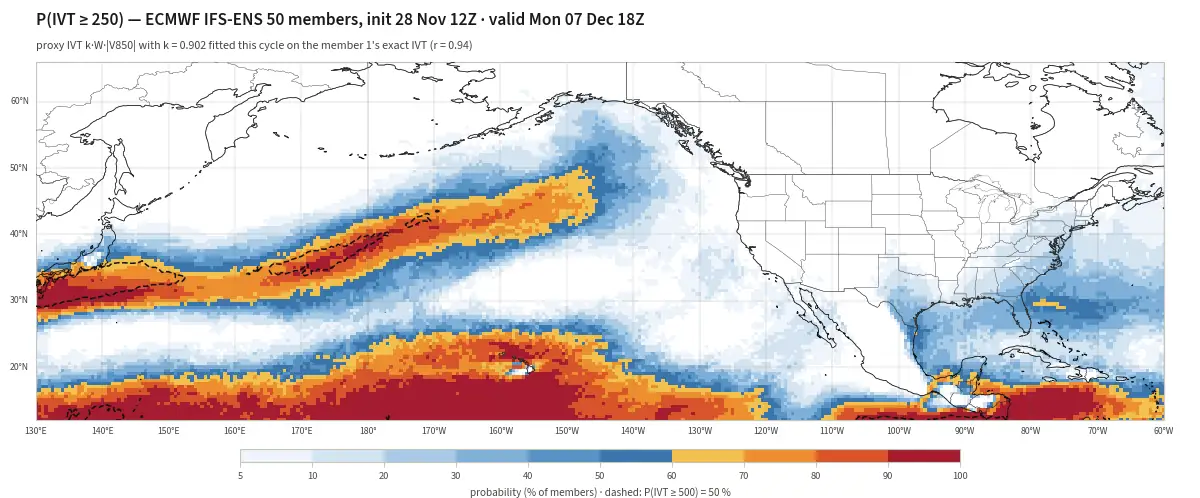 P(IVT ≥ 250) — ECMWF IFS-ENS 50 members, init 28 Nov 12Z · valid Mon 07 Dec 18Z
proxy IVT k·W·|V850| with k = 0.902 fitted this cycle on the member 1's exact IVT (r = 0.94)
60°N
50°N
40°N
30°N
20°N
130°E 140°E 150°E 160°E 170°E 180° 170°W 160°W 150°W 140°W 130°W 120°W 110°W 100°W 90°W 80°W 70°W 60°W
5 10 20 30 40 50 60 70 80 90 100
probability (% of members) · dashed: P(IVT ≥ 500) = 50 %